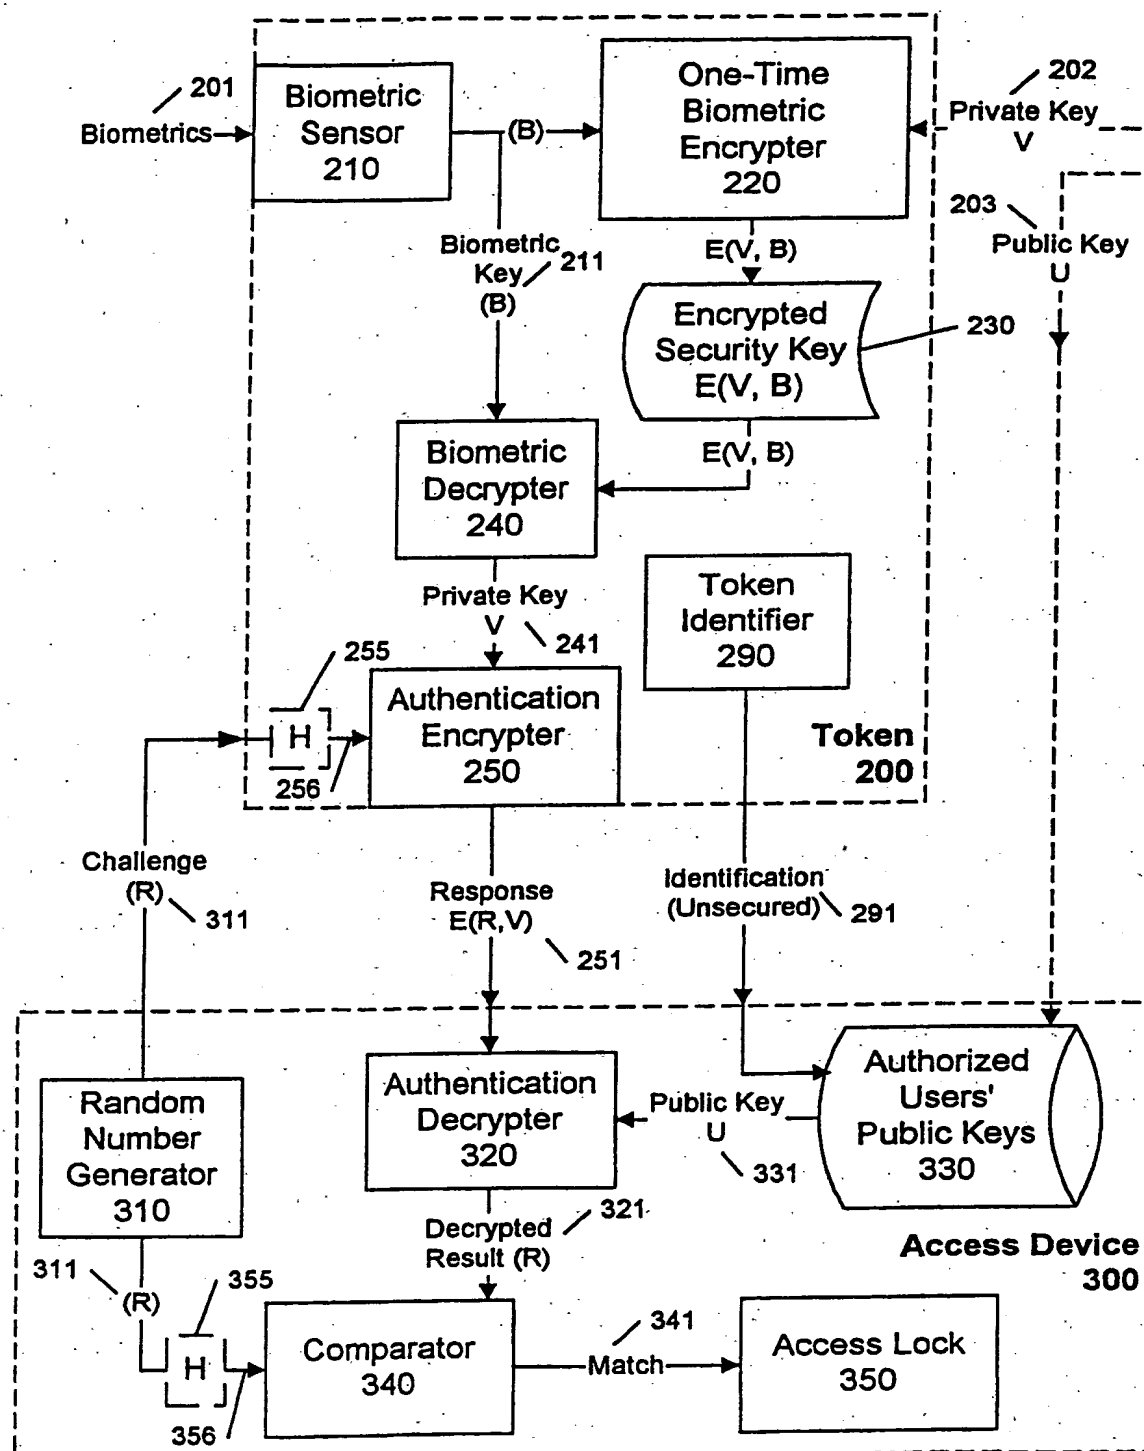 201
Biometrics
Biometric
Sensor
210
(B)
One-Time
Biometric
Encrypter
220
202
Private Key
V
203
Public Key
U
Biometric
Key
(B)
211
E(V, B)
Encrypted
Security Key
E(V, B)
230
E(V, B)
Biometric
Decrypter
240
Private Key
V
241
Token
Identifier
290
255
H
256
Authentication
Encrypter
250
Token
200
Challenge
(R)
311
Response
E(R,V)
251
Identification
(Unsecured)
291
Random
Number
Generator
310
Authentication
Decrypter
320
Public Key
U
331
Authorized
Users'
Public Keys
330
321
Decrypted
Result (R)
Access Device
300
311
(R)
355
H
356
Comparator
340
341
Match
Access Lock
350